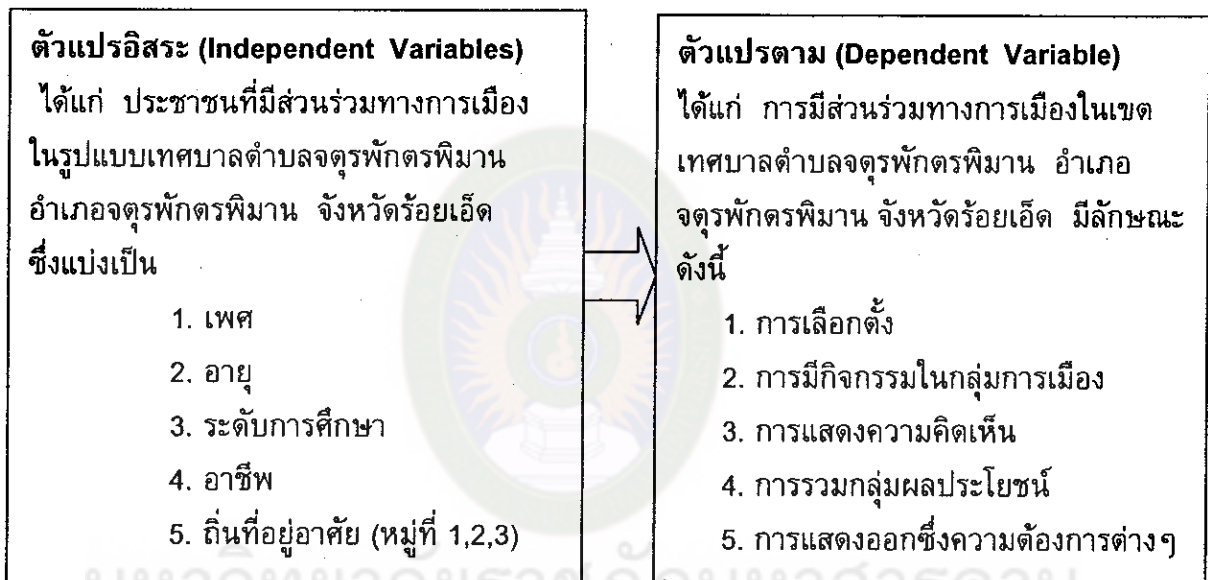 ตัวแปรอิสระ (Independent Variables)
ได้แก่ ประชาชนที่มีส่วนร่วมทางการเมือง
ในรูปแบบเทศบาลตำบลจตุรพักตรพิมาน
อำเภอจตุรพักตรพิมาน จังหวัดร้อยเอ็ด
ซึ่งแบ่งเป็น
1. เพศ
2. อายุ
3. ระดับการศึกษา
4. อาชีพ
5. ถิ่นที่อยู่อาศัย (หมู่ที่ 1,2,3)
ตัวแปรตาม (Dependent Variable)
ได้แก่ การมีส่วนร่วมทางการเมืองในเขต
เทศบาลตำบลจตุรพักตรพิมาน อำเภอ
จตุรพักตรพิมาน จังหวัดร้อยเอ็ด มีลักษณะ
ดังนี้
1. การเลือกตั้ง
2. การมีกิจกรรมในกลุ่มการเมือง
3. การแสดงความคิดเห็น
4. การรวมกลุ่มผลประโยชน์
5. การแสดงออกซึ่งความต้องการต่างๆ